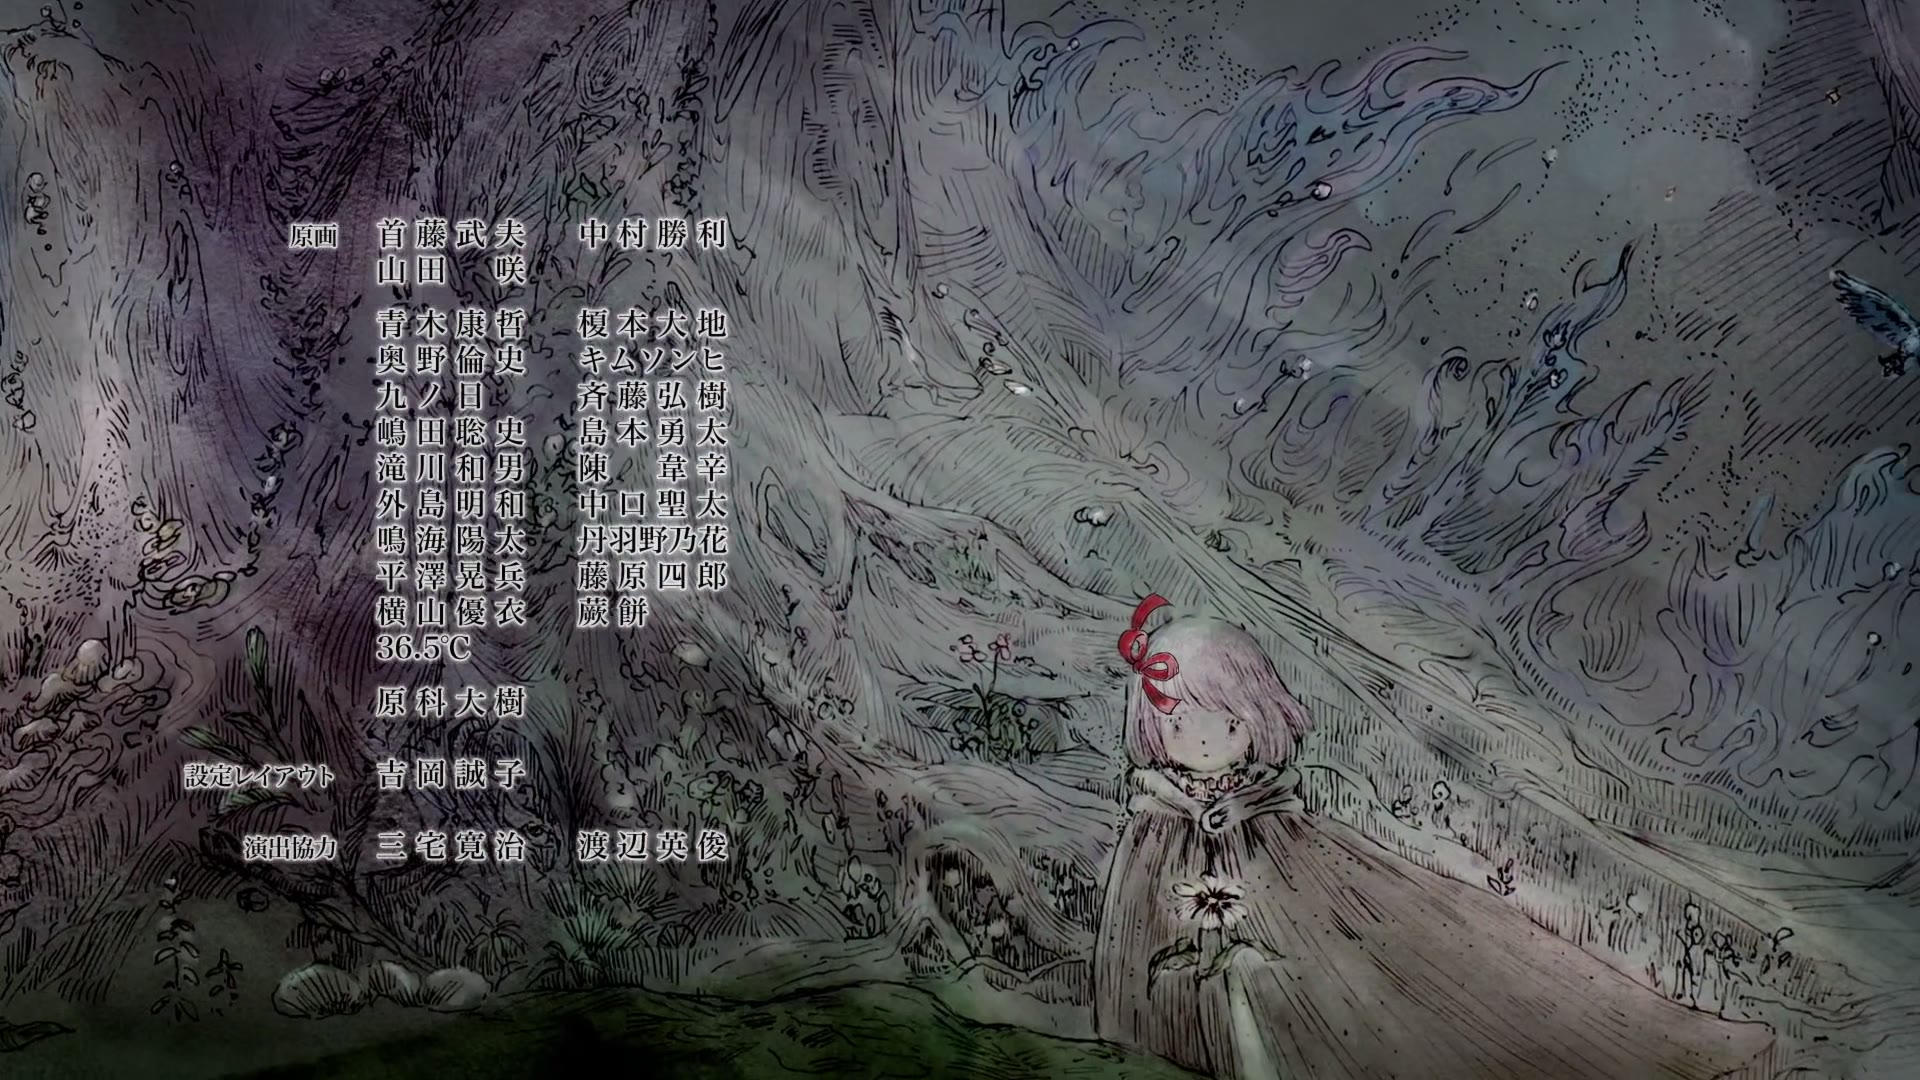 原画 首藤武夫 中村勝利
山田 咲
青木康哲 榎本大地
奥野倫史 キムソンヒ
九ノ日 斉藤弘樹
嶋田聡史 島本勇太
滝川和男 陳 韋辛
外島明和 中口聖太
鳴海陽太 丹羽野乃花
平澤晃兵 藤原四郎
横山優衣 蕨餅
36.5℃
原科大樹
設定レイアウト 吉岡誠子
演出協力 三宅寛治 渡辺英俊